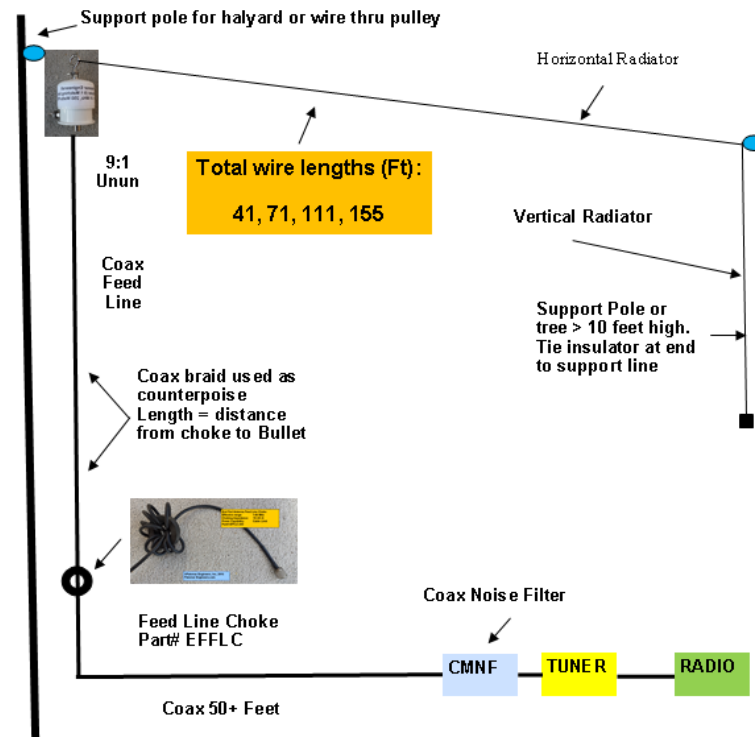 Support pole for halyard or wire thru pulley
Horizontal Radiator
9:1
Unun
Total wire lengths (Ft):
41, 71, 111, 155
Vertical Radiator
Coax
Feed
Line
Support Pole or
tree > 10 feet high.
Tie insulator at end
to support line
Coax braid used as
counterpoise
Length = distance
from choke to Bullet
Feed Line Choke
Part# EFFLC
Coax Noise Filter
CMNF
TUNER
RADIO
Coax 50+ Feet